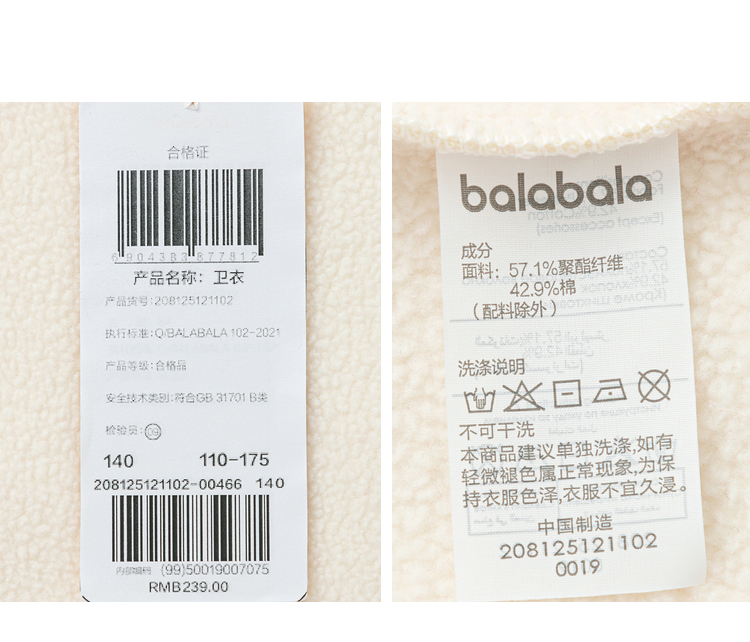 合格证
6904383877812
产品名称：卫衣
产品货号:208125121102
执行标准:Q/BALABALA 102-2021
产品等级:合格品
安全技术类别:符合GB 31701 B类
检验员:
140 110-175
208125121102-00466 140
内部编码 (99)50019007075
RMB239.00
balabala
成分
面料：57.1%聚酯纤维
42.9%棉
（配料除外）
洗涤说明
不可干洗
本商品建议单独洗涤,如有
轻微褪色属正常现象,为保
持衣服色泽,衣服不宜久浸。
中国制造
208125121102
0019